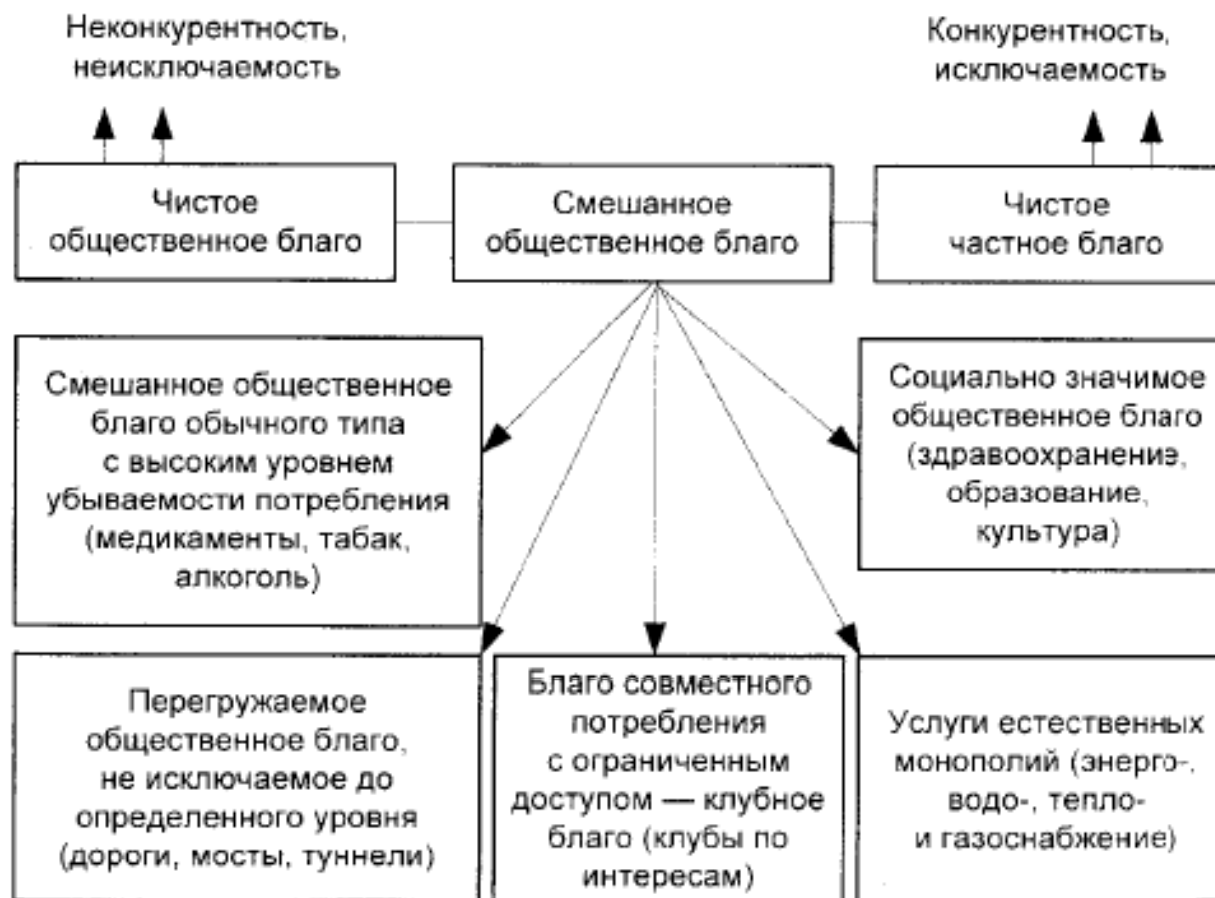 Неконкурентность,
неисключаемость
Конкурентность,
исключаемость
Чистое
общественное благо
Смешанное
общественное благо
Чистое
частное благо
Смешанное общественное
благо обычного типа
с высоким уровнем
убываемости потребления
(медикаменты, табак,
алкоголь)
Социально значимое
общественное благо
(здравоохранение,
образование,
культура)
Перегружаемое
общественное благо,
не исключаемое до
определенного уровня
(дороги, мосты, туннели)
Благо совместного
потребления
с ограниченным
доступом — клубное
благо (клубы по
интересам)
Услуги естественных
монополий (энерго-,
водо-, тепло-
и газоснабжение)